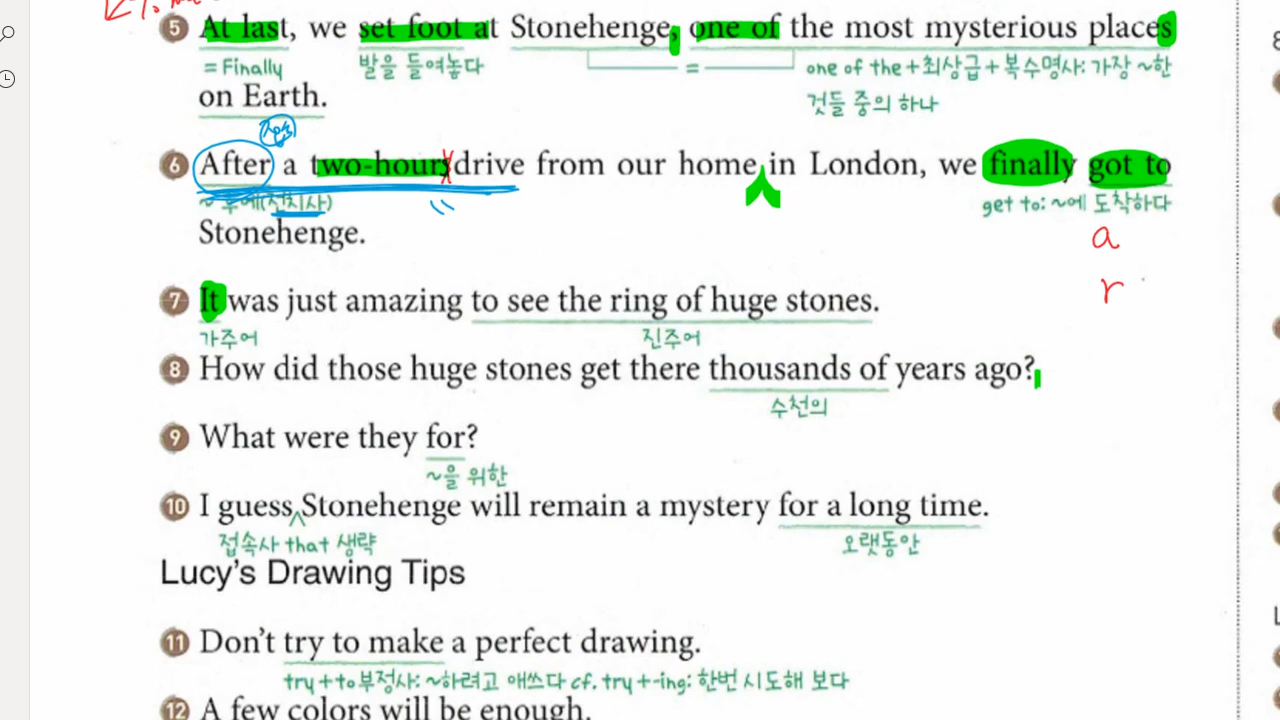 5 At last, we set foot at Stonehenge, one of the most mysterious places
= Finally 발을 들여놓다 = one of the+최상급+복수명사: 가장 ~한
on Earth. 것들 중의 하나
6 After a two-hour drive from our home in London, we finally got to
~ 후에(전치사) get to: ~에 도착하다
Stonehenge. a
r
7 It was just amazing to see the ring of huge stones.
가주어 진주어
8 How did those huge stones get there thousands of years ago?
수천의
9 What were they for?
~을 위한
10 I guess Stonehenge will remain a mystery for a long time.
접속사 that 생략 오랫동안
Lucy's Drawing Tips
11 Don't try to make a perfect drawing.
try+to부정사: ~하려고 애쓰다 cf. try+-ing: 한번 시도해 보다
12 A few colors will be enough.